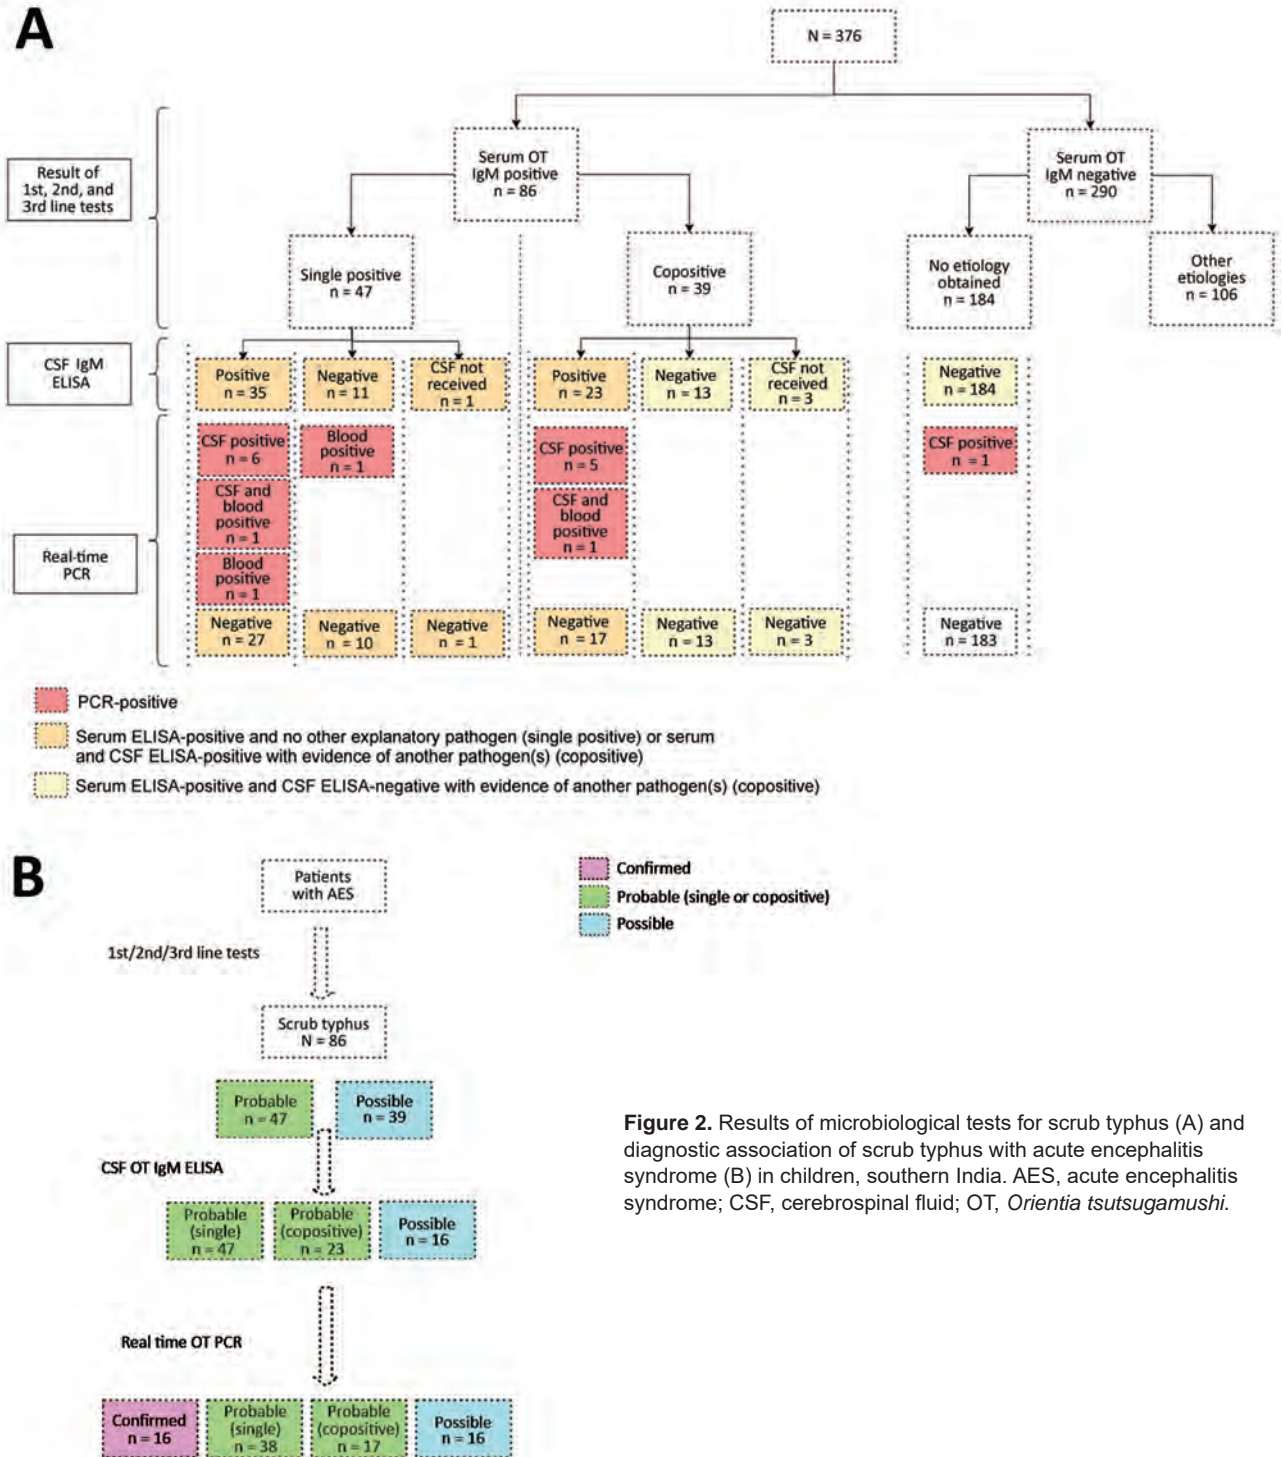 A
N = 376
Result of
1st, 2nd, and
3rd line tests
Serum OT
IgM positive
n = 86
Serum OT
IgM negative
n = 290
Single positive
n = 47
Copositive
n = 39
No etiology
obtained
n = 184
Other
etiologies
n = 106
CSF IgM
ELISA
Positive
n = 35
Negative
n = 11
CSF not
received
n = 1
Positive
n = 23
Negative
n = 13
CSF not
received
n = 3
Negative
n = 184
Real-time
PCR
CSF positive
n = 6
CSF and
blood
positive
n = 1
Blood
positive
n = 1
Negative
n = 27
Blood
positive
n = 1
Negative
n = 10
Negative
n = 1
CSF positive
n = 5
CSF and
blood
positive
n = 1
Negative
n = 17
Negative
n = 13
Negative
n = 3
CSF positive
n = 1
Negative
n = 183
PCR-positive
Serum ELISA-positive and no other explanatory pathogen (single positive) or serum
and CSF ELISA-positive with evidence of another pathogen(s) (copositive)
Serum ELISA-positive and CSF ELISA-negative with evidence of another pathogen(s) (copositive)
B
Patients
with AES
Confirmed
Probable (single or copositive)
Possible
1st/2nd/3rd line tests
Scrub typhus
N = 86
Probable
n = 47
Possible
n = 39
CSF OT IgM ELISA
Probable
(single)
n = 47
Probable
(copositive)
n = 23
Possible
n = 16
Real time OT PCR
Confirmed
n = 16
Probable
(single)
n = 38
Probable
(copositive)
n = 17
Possible
n = 16
Figure 2. Results of microbiological tests for scrub typhus (A) and
diagnostic association of scrub typhus with acute encephalitis
syndrome (B) in children, southern India. AES, acute encephalitis
syndrome; CSF, cerebrospinal fluid; OT, Orientia tsutsugamushi.